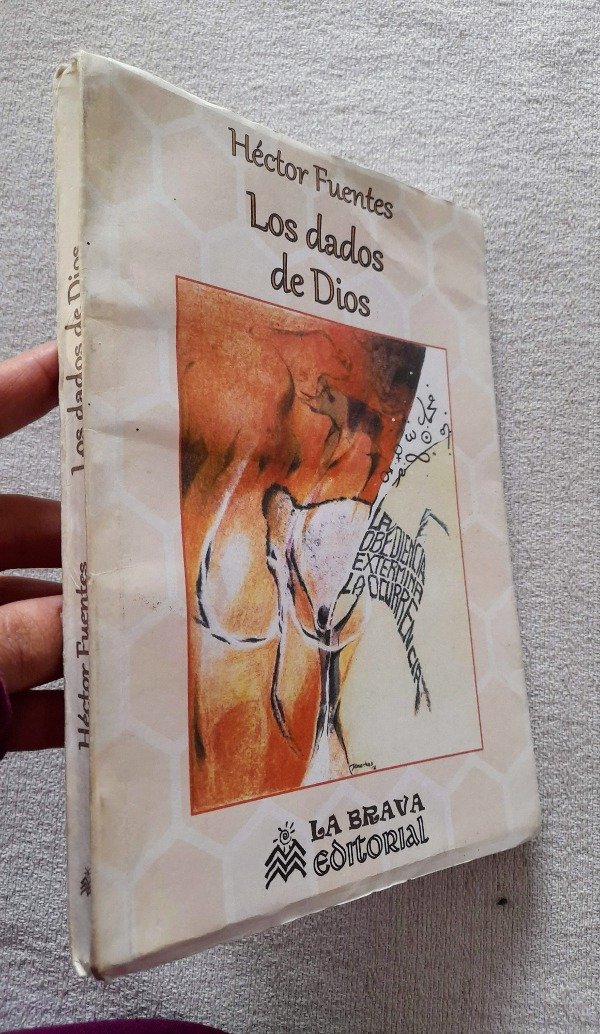 Héctor Fuentes
Los dados
de Dios
LA
OBEDIENCIA
EXTERMINA
LA OCURRENCIA
LA BRAVA
EDITORIAL
Héctor Fuentes
Los dados de Dios